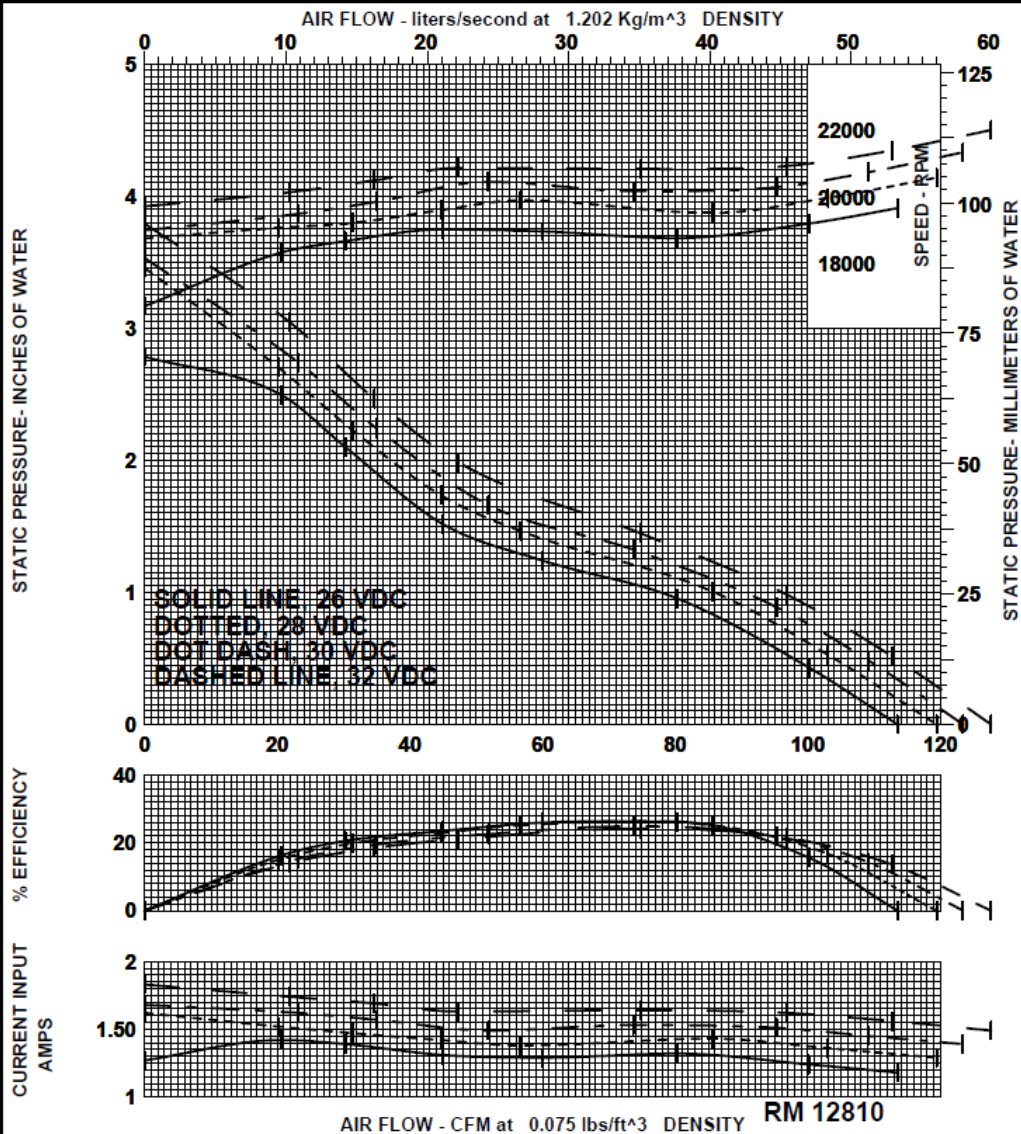 AIR FLOW - liters/second at 1.202 Kg/m^3 DENSITY
0 10 20 30 40 50 60
5
4
3
2
1
0
STATIC PRESSURE- INCHES OF WATER
125
100
75
50
25
0
STATIC PRESSURE- MILLIMETERS OF WATER
22000
20000
18000
SPEED - RPM
SOLID LINE, 26 VDC
DOTTED, 28 VDC
DOT DASH, 30 VDC
DASHED LINE, 32 VDC
0 20 40 60 80 100 120
% EFFICIENCY
40
20
0
CURRENT INPUT
AMPS
2
1.50
1
AIR FLOW - CFM at 0.075 lbs/ft^3 DENSITY
RM 12810